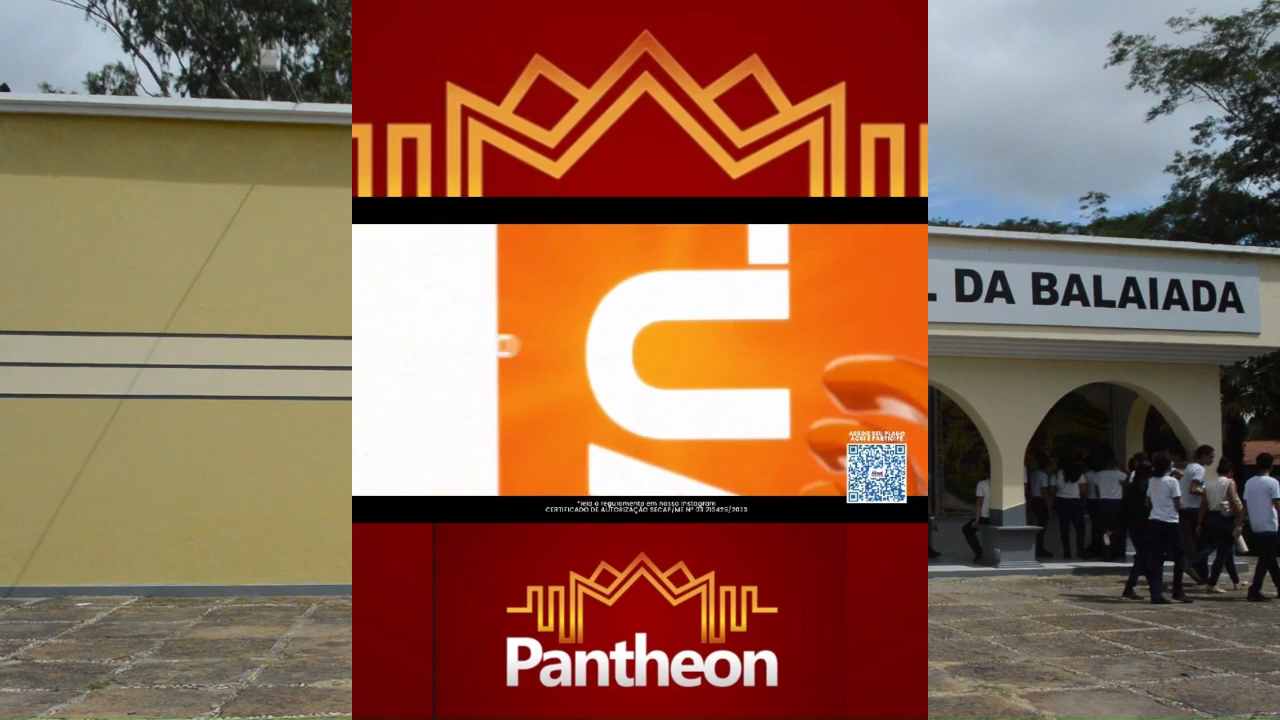 DA BALAIADA
ASSINE SEU PLANO
AQUI E PARTICIPE
*leia o regulamento em nosso instagram
CERTIFICADO DE AUTORIZAÇÃO SECAP/ME Nº 03 213425/2023
Pantheon